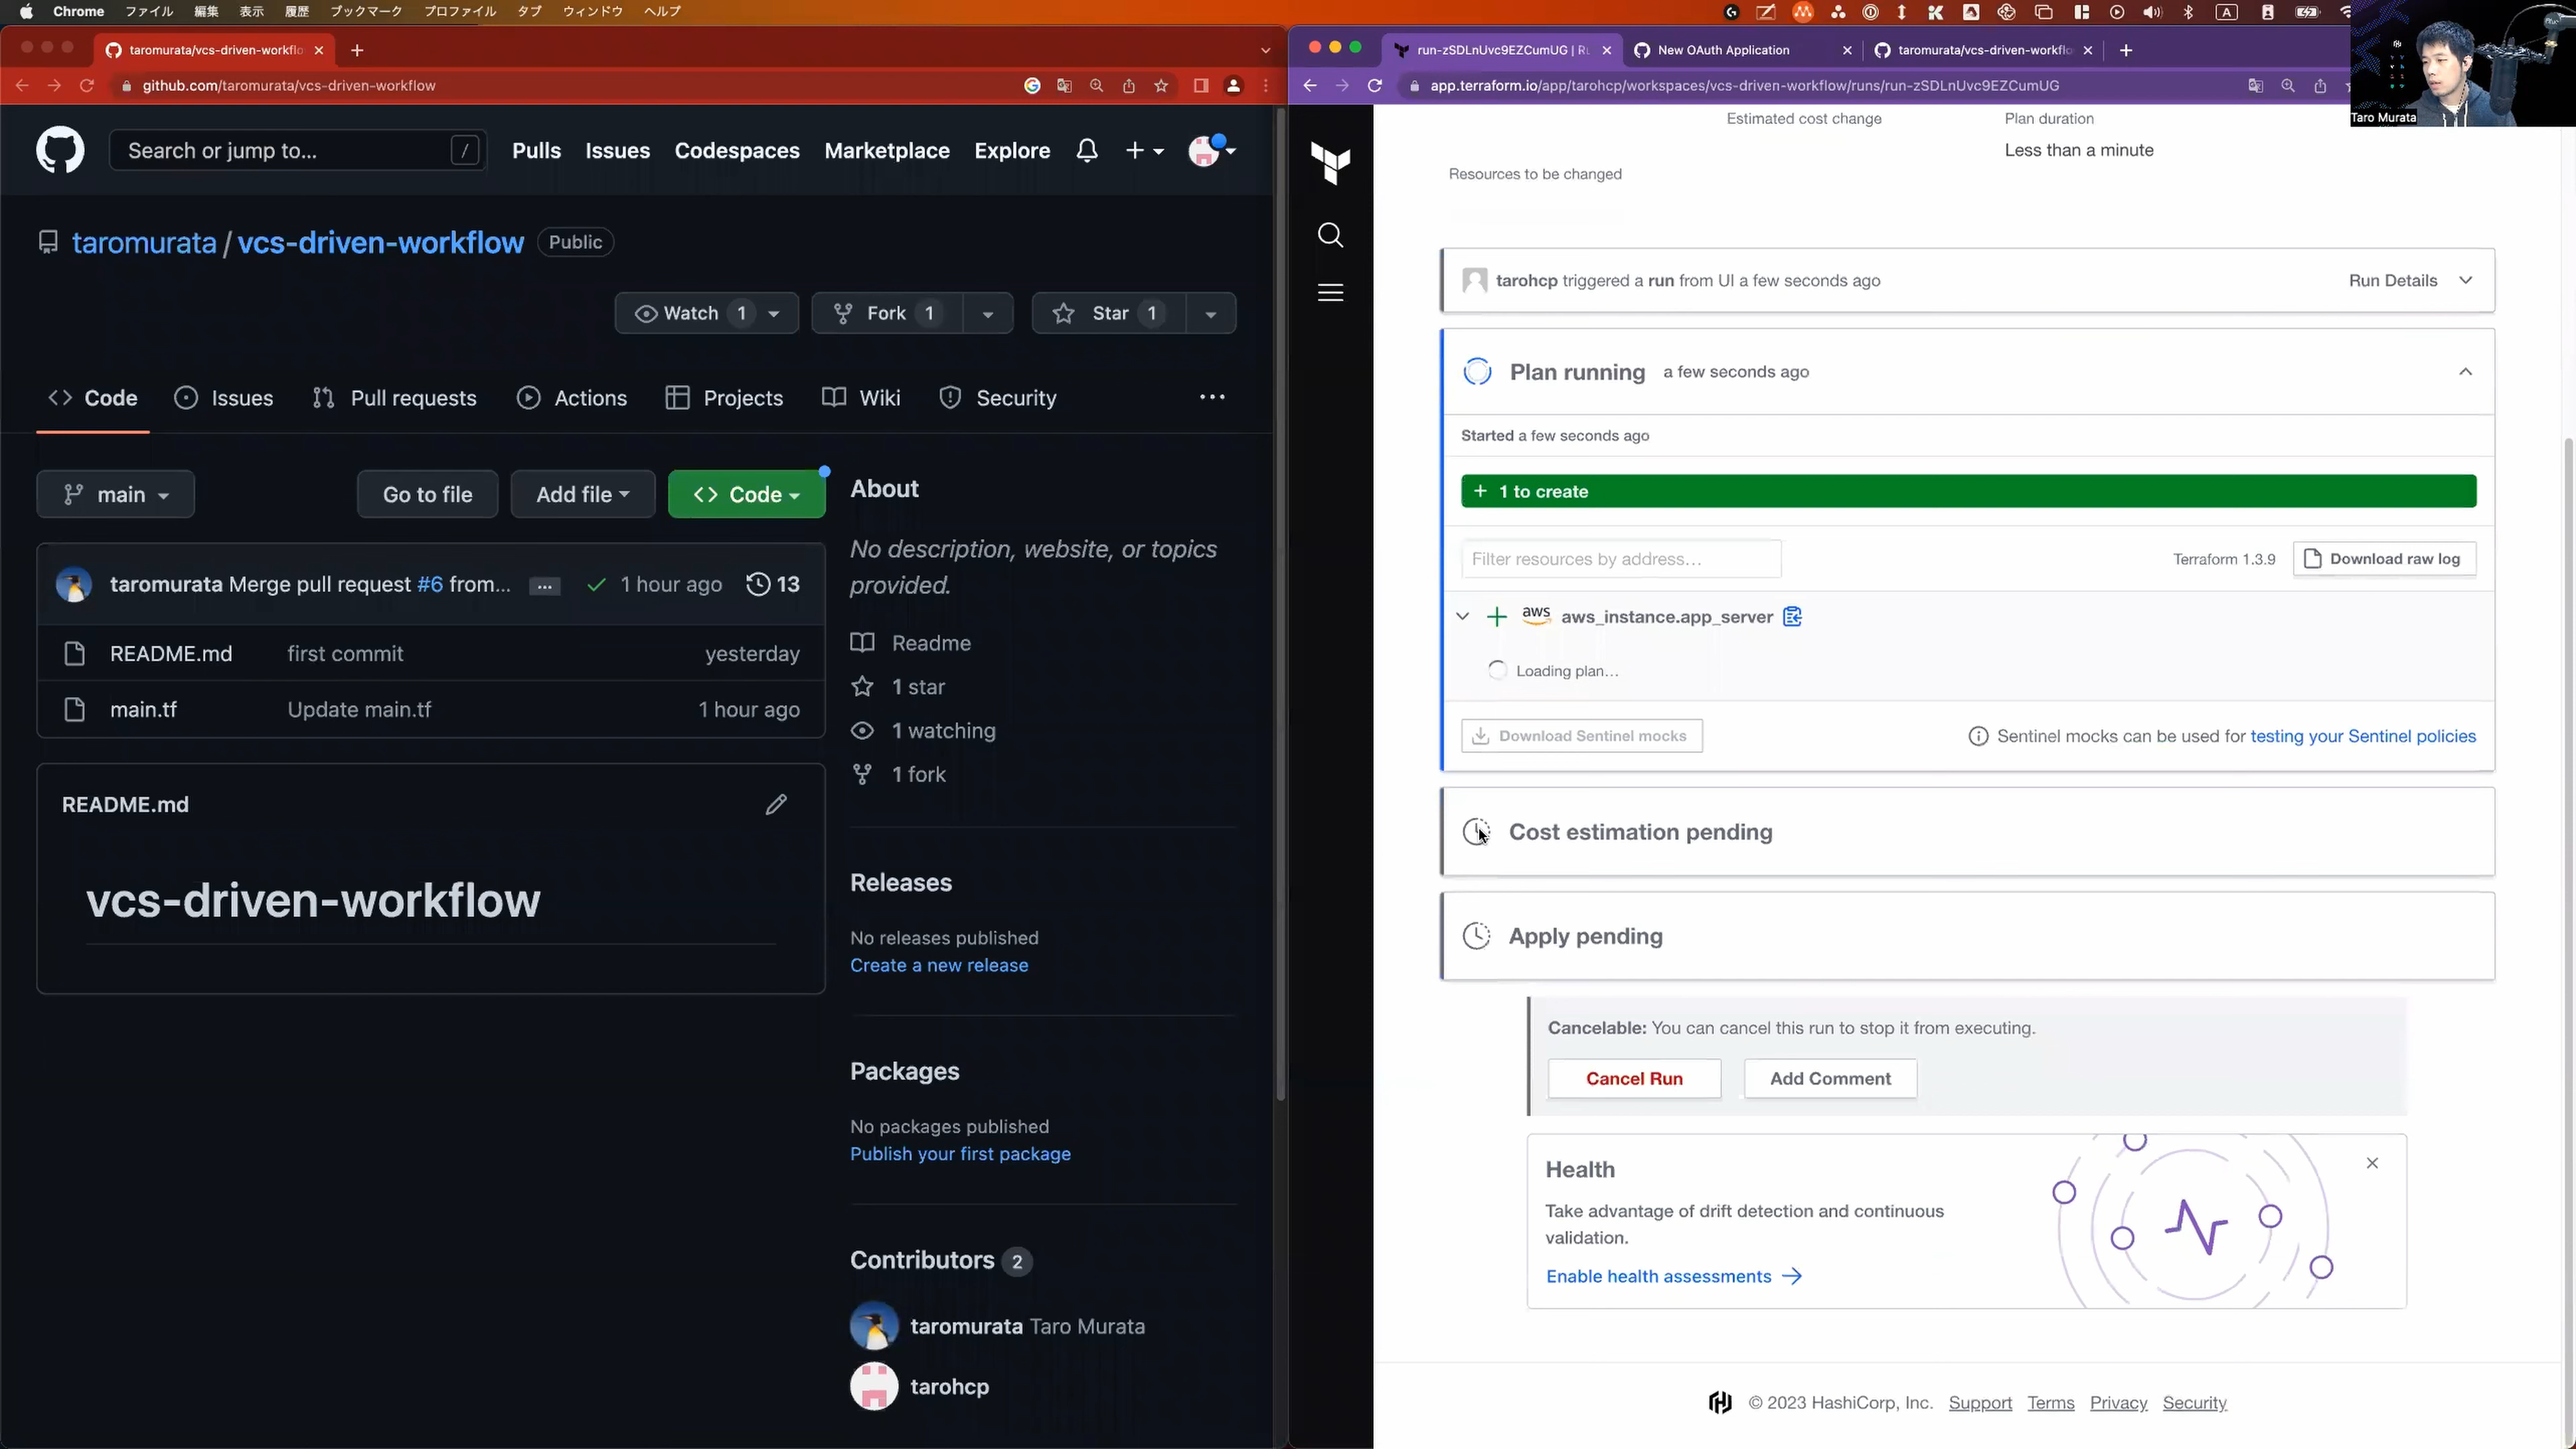 Chrome ファイル 編集 表示 履歴 ブックマーク プロファイル タブ ウィンドウ ヘルプ
A
taromurata/vcs-driven-workflo
github.com/taromurata/vcs-driven-workflow
Search or jump to... /
Pulls Issues Codespaces Marketplace Explore
taromurata / vcs-driven-workflow Public
Watch 1 Fork 1 Star 1
Code Issues Pull requests Actions Projects Wiki Security
main Go to file Add file Code
taromurata Merge pull request #6 from... ... 1 hour ago 13
README.md first commit yesterday
main.tf Update main.tf 1 hour ago
README.md
vcs-driven-workflow
About
No description, website, or topics
provided.
Readme
1 star
1 watching
1 fork
Releases
No releases published
Create a new release
Packages
No packages published
Publish your first package
Contributors 2
taromurata Taro Murata
tarohcp
run-zSDLnUvc9EZCumUG | Ru
New OAuth Application
taromurata/vcs-driven-workflo
app.terraform.io/app/tarohcp/workspaces/vcs-driven-workflow/runs/run-zSDLnUvc9EZCumUG
Taro Murata
Estimated cost change Plan duration
Less than a minute
Resources to be changed
tarohcp triggered a run from UI a few seconds ago Run Details
Plan running a few seconds ago
Started a few seconds ago
+ 1 to create
Filter resources by address... Terraform 1.3.9 Download raw log
+ aws aws_instance.app_server
Loading plan...
Download Sentinel mocks Sentinel mocks can be used for testing your Sentinel policies
Cost estimation pending
Apply pending
Cancelable: You can cancel this run to stop it from executing.
Cancel Run Add Comment
Health
Take advantage of drift detection and continuous
validation.
Enable health assessments
© 2023 HashiCorp, Inc. Support Terms Privacy Security